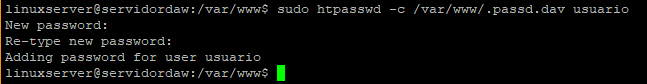 linuxserver@servidordaw:/var/www$ sudo htpasswd -c /var/www/.passd.dav usuario
New password:
Re-type new password:
Adding password for user usuario
linuxserver@servidordaw:/var/www$